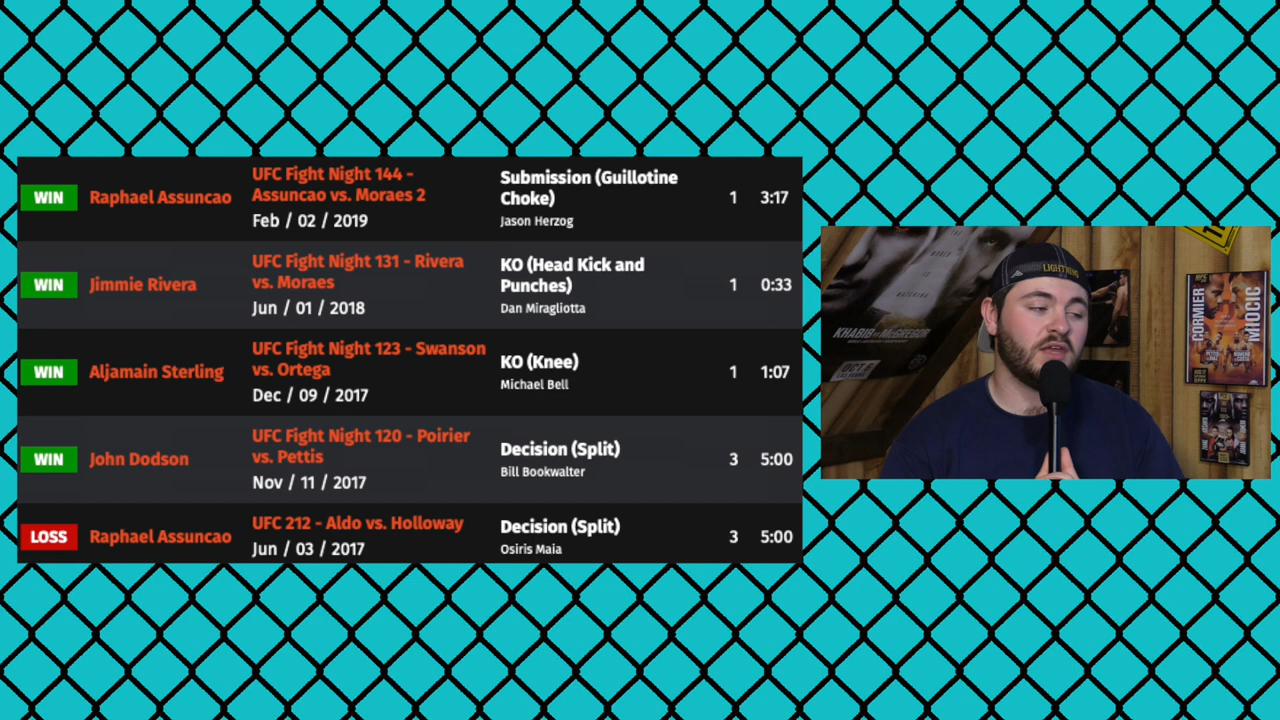 WIN
Raphael Assuncao
UFC Fight Night 144 -
Assuncao vs. Moraes 2
Feb / 02 / 2019
Submission (Guillotine
Choke)
Jason Herzog
1
3:17
WIN
Jimmie Rivera
UFC Fight Night 131 - Rivera
vs. Moraes
Jun / 01 / 2018
KO (Head Kick and
Punches)
Dan Miragliotta
1
0:33
WIN
Aljamain Sterling
UFC Fight Night 123 - Swanson
vs. Ortega
Dec / 09 / 2017
KO (Knee)
Michael Bell
1
1:07
WIN
John Dodson
UFC Fight Night 120 - Poirier
vs. Pettis
Nov / 11 / 2017
Decision (Split)
Bill Bookwalter
3
5:00
LOSS
Raphael Assuncao
UFC 212 - Aldo vs. Holloway
Jun / 03 / 2017
Decision (Split)
Osiris Maia
3
5:00
KHABIB McGREGOR
OCT 6
LIGHTNING
CORMIER
MIOCIC